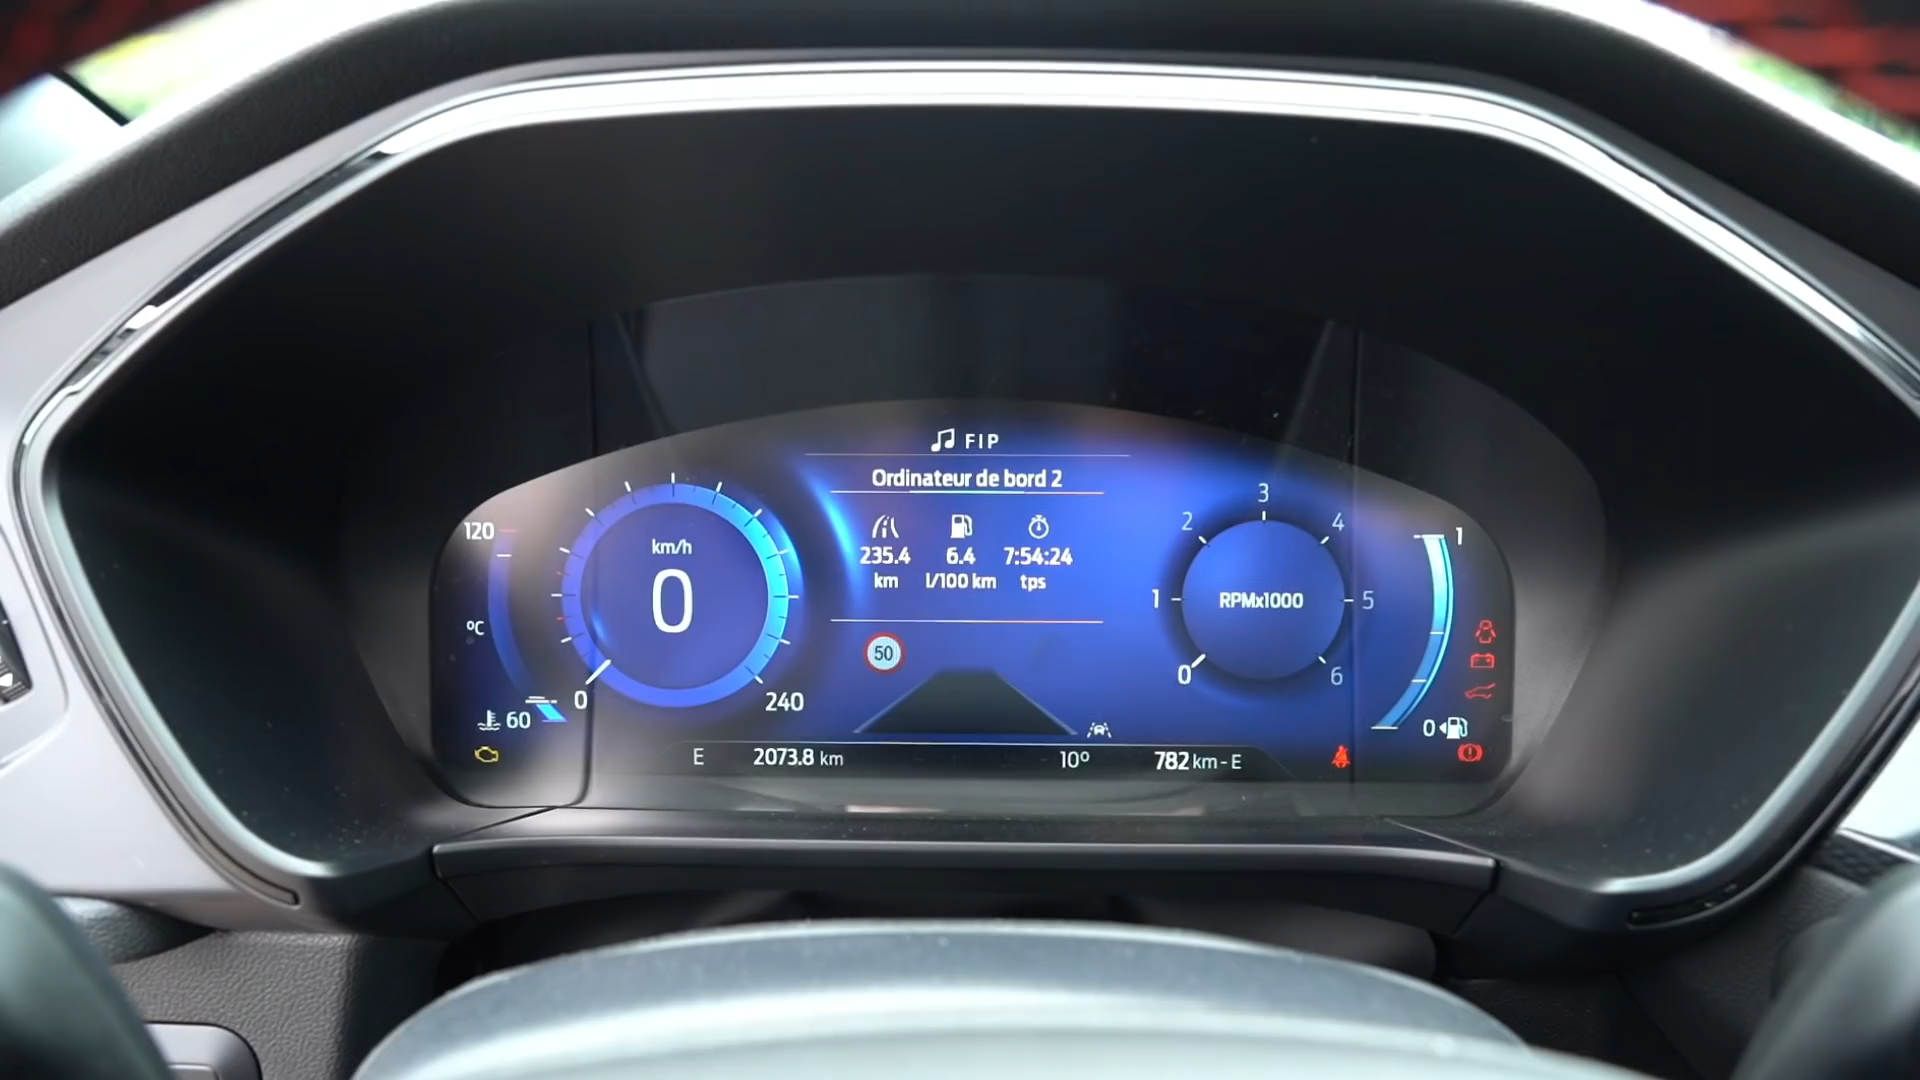 FIP
Ordinateur de bord 2
235.4 6.4 7:54:24
km l/100 km tps
50
120
°C
60
km/h
0
0 240
0 1 2 3 4 5 6
RPMx1000
1
0
E 2073.8 km 10° 782 km - E